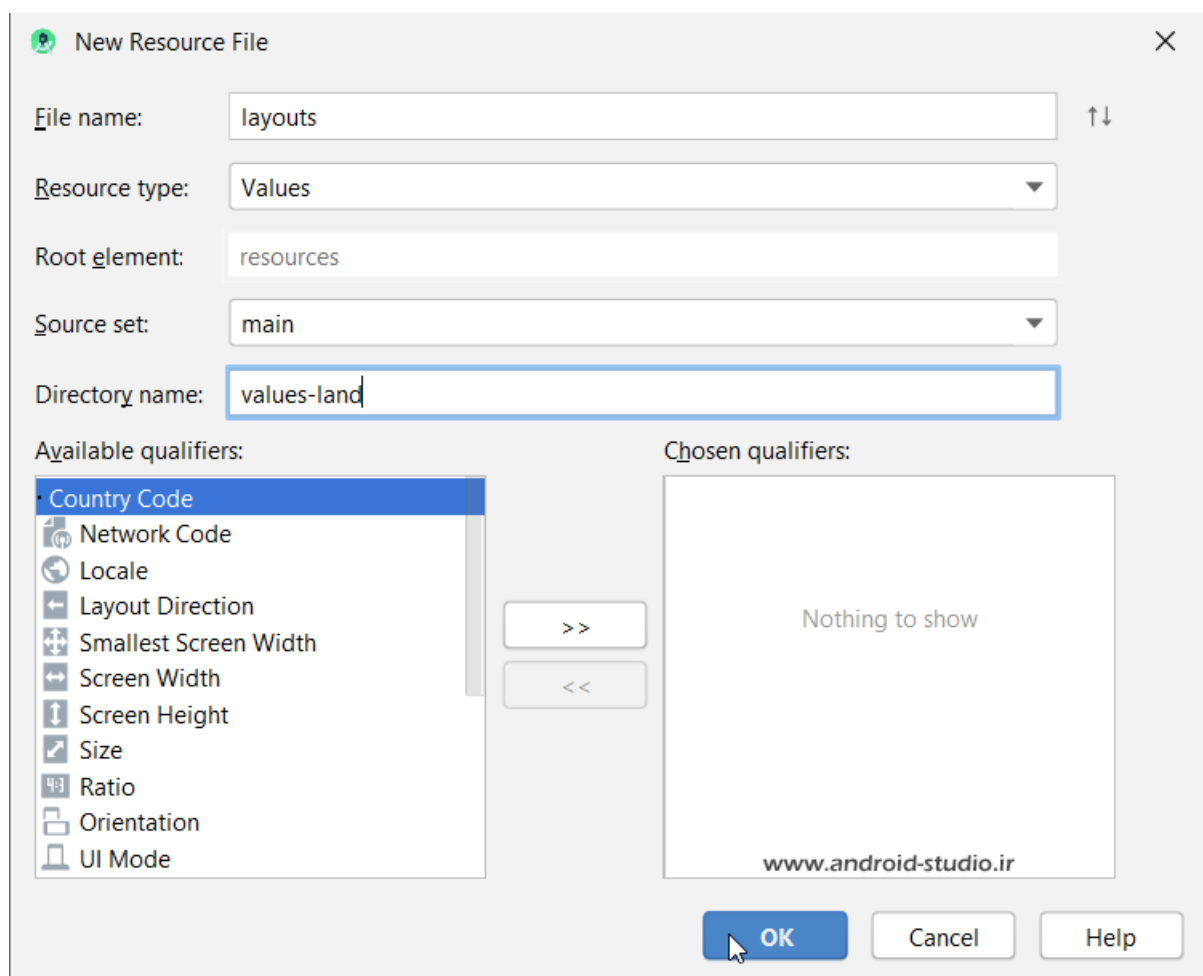 New Resource File
File name: layouts
Resource type: Values
Root element: resources
Source set: main
Directory name: values-land
Available qualifiers:
Chosen qualifiers:
Country Code
Network Code
Locale
Layout Direction
Smallest Screen Width
Screen Width
Screen Height
Size
4:3 Ratio
Orientation
UI Mode
>>
<<
Nothing to show
www.android-studio.ir
OK Cancel Help